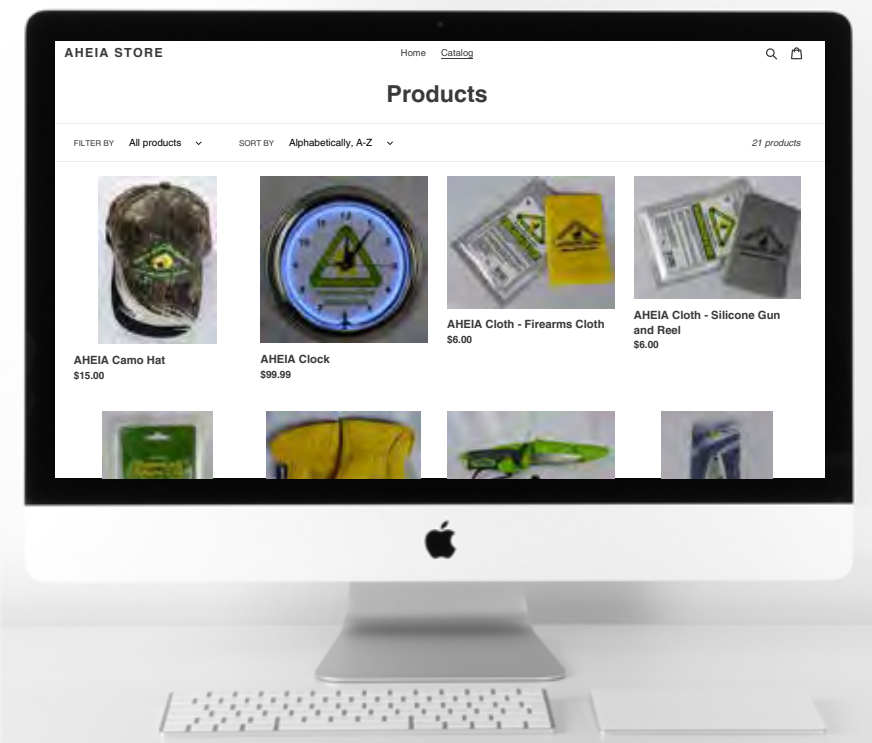 AHEIA STORE
Home Catalog
Products
FILTER BY All products
SORT BY Alphabetically, A-Z
21 products
AHEIA Camo Hat
$15.00
AHEIA Clock
$99.99
AHEIA Cloth - Firearms Cloth
$6.00
AHEIA Cloth - Silicone Gun
and Reel
$6.00